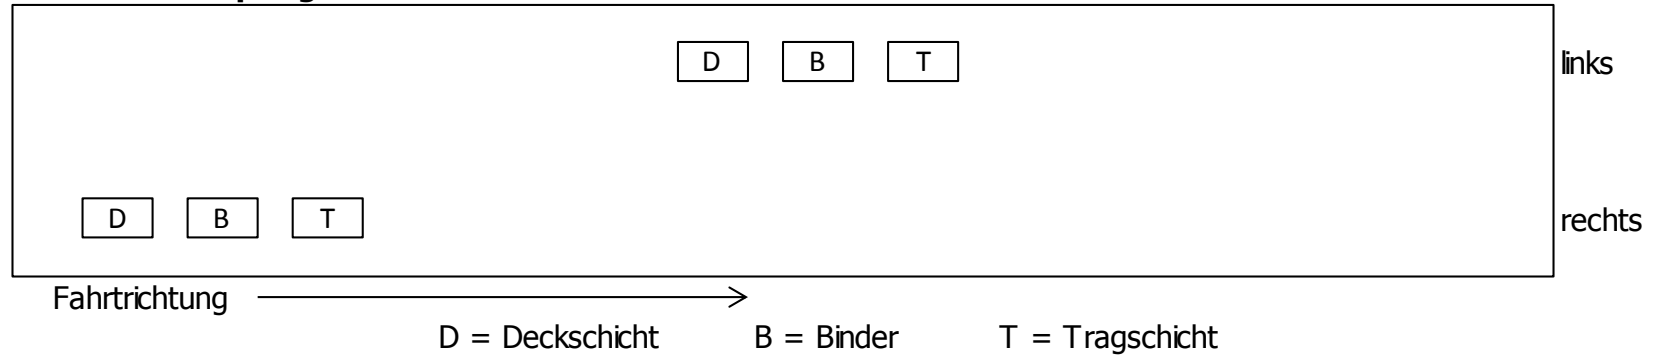 D B T links
D B T rechts
Fahrtrichtung
D = Deckschicht B = Binder T = Tragschicht